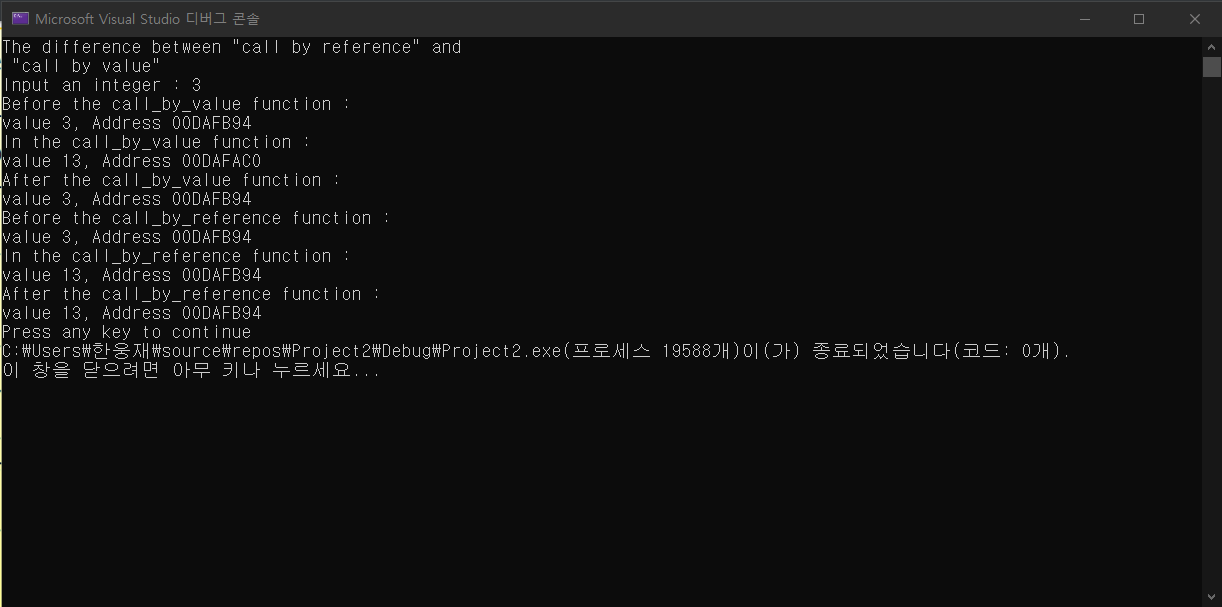 Microsoft Visual Studio 디버그 콘솔
The difference between "call by reference" and
"call by value"
Input an integer : 3
Before the call_by_value function :
value 3, Address 00DAFB94
In the call_by_value function :
value 13, Address 00DAFAC0
After the call_by_value function :
value 3, Address 00DAFB94
Before the call_by_reference function :
value 3, Address 00DAFB94
In the call_by_reference function :
value 13, Address 00DAFB94
After the call_by_reference function :
value 13, Address 00DAFB94
Press any key to continue
C:₩Users₩한웅재₩source₩repos₩Project2₩Debug₩Project2.exe(프로세스 19588개)이(가) 종료되었습니다(코드: 0개).
이 창을 닫으려면 아무 키나 누르세요...